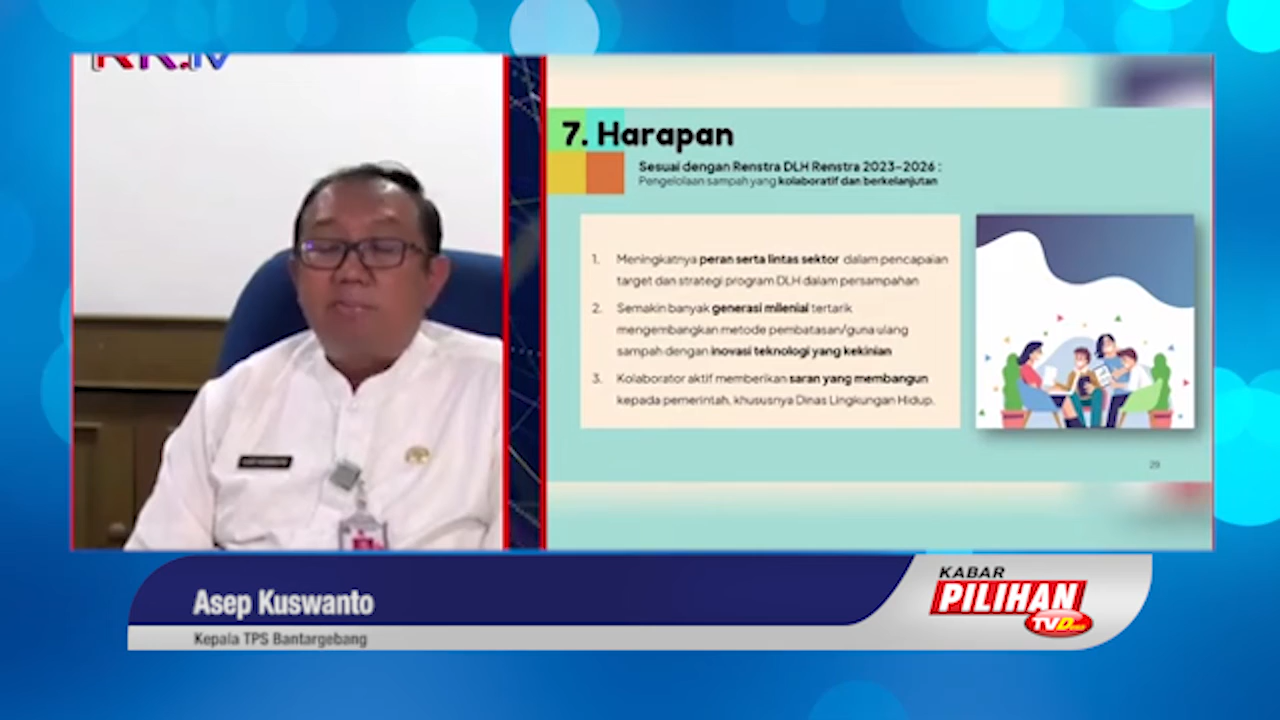 7. Harapan
Sesuai dengan Renstra DLH Renstra 2023-2026 :
Pengelolaan sampah yang kolaboratif dan berkelanjutan
1. Meningkatnya peran serta lintas sektor dalam pencapaian
target dan strategi program DLH dalam persampahan
2. Semakin banyak generasi milenial tertarik
mengembangkan metode pembatasan/guna ulang
sampah dengan inovasi teknologi yang kekinian
3. Kolaborator aktif memberikan saran yang membangun
kepada pemerintah, khususnya Dinas Lingkungan Hidup.
29
Asep Kuswanto
Kepala TPS Bantargebang
KABAR
PILIHAN